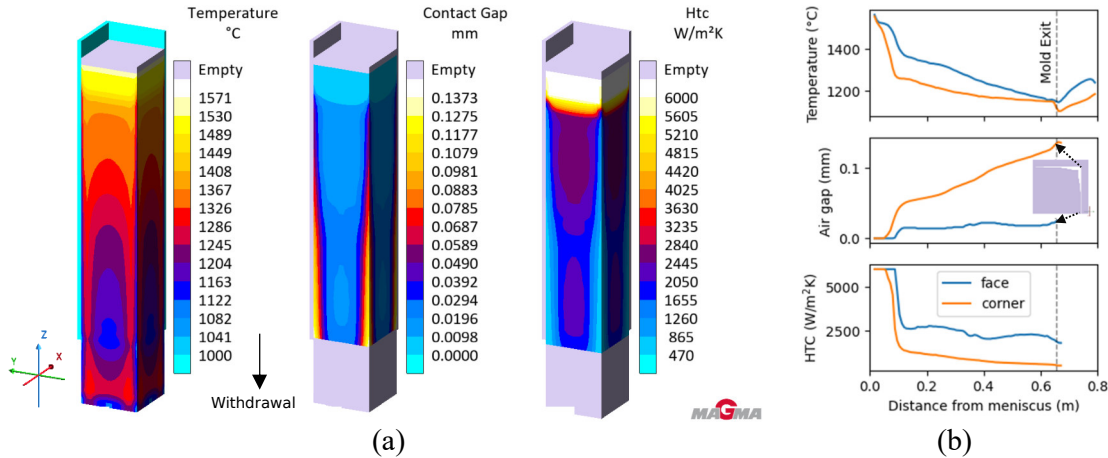 Temperature
°C
Empty
1571
1530
1489
1449
1408
1367
1326
1286
1245
1204
1163
1122
1082
1041
1000
Z
Y
X
Withdrawal
Contact Gap
mm
Empty
0.1373
0.1275
0.1177
0.1079
0.0981
0.0883
0.0785
0.0687
0.0589
0.0490
0.0392
0.0294
0.0196
0.0098
0.0000
Htc
W/m²K
Empty
6000
5605
5210
4815
4420
4025
3630
3235
2840
2445
2050
1655
1260
865
470
MAGMA
(a)
Temperature (°C)
1400
1200
Mold Exit
Air gap (mm)
0.1
0.0
HTC (W/m²K)
5000
2500
face
corner
0.0
0.2
0.4
0.6
0.8
Distance from meniscus (m)
(b)